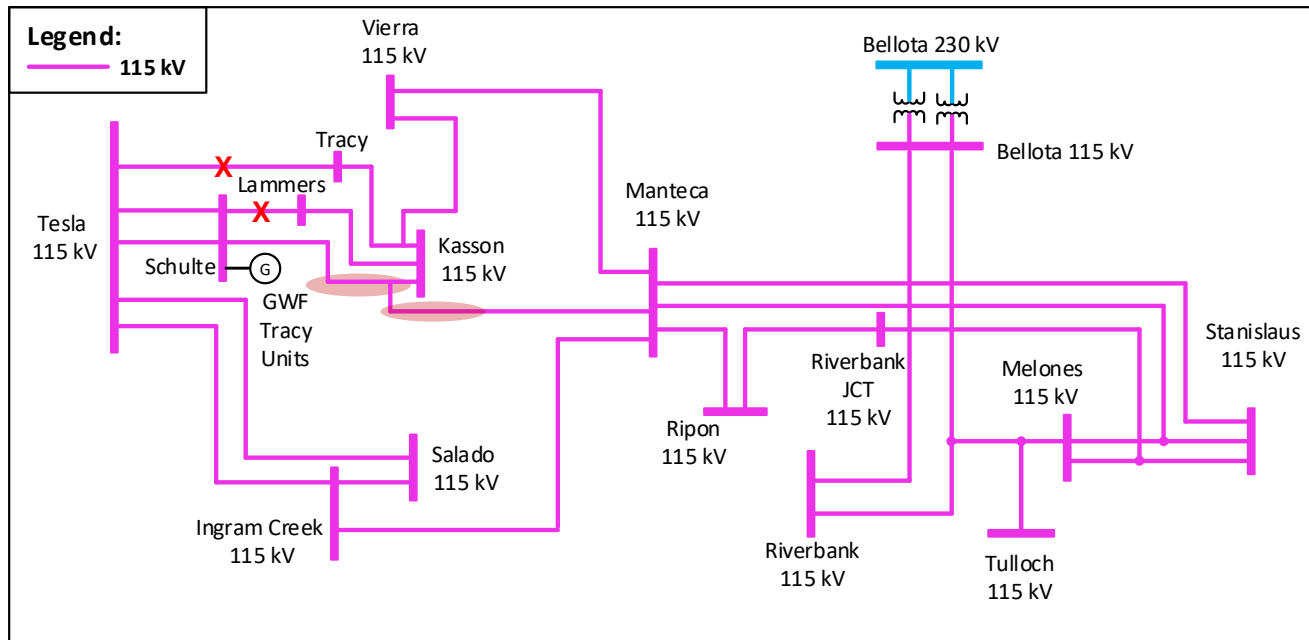 Legend:
115 kV
Vierra
115 kV
Bellota 230 kV
Tracy
X
Bellota 115 kV
Lammers
X
Manteca
115 kV
Tesla
115 kV
Kasson
115 kV
Schulte
G
GWF
Tracy
Units
Stanislaus
115 kV
Riverbank
JCT
115 kV
Melones
115 kV
Ripon
115 kV
Salado
115 kV
Ingram Creek
115 kV
Riverbank
115 kV
Tulloch
115 kV